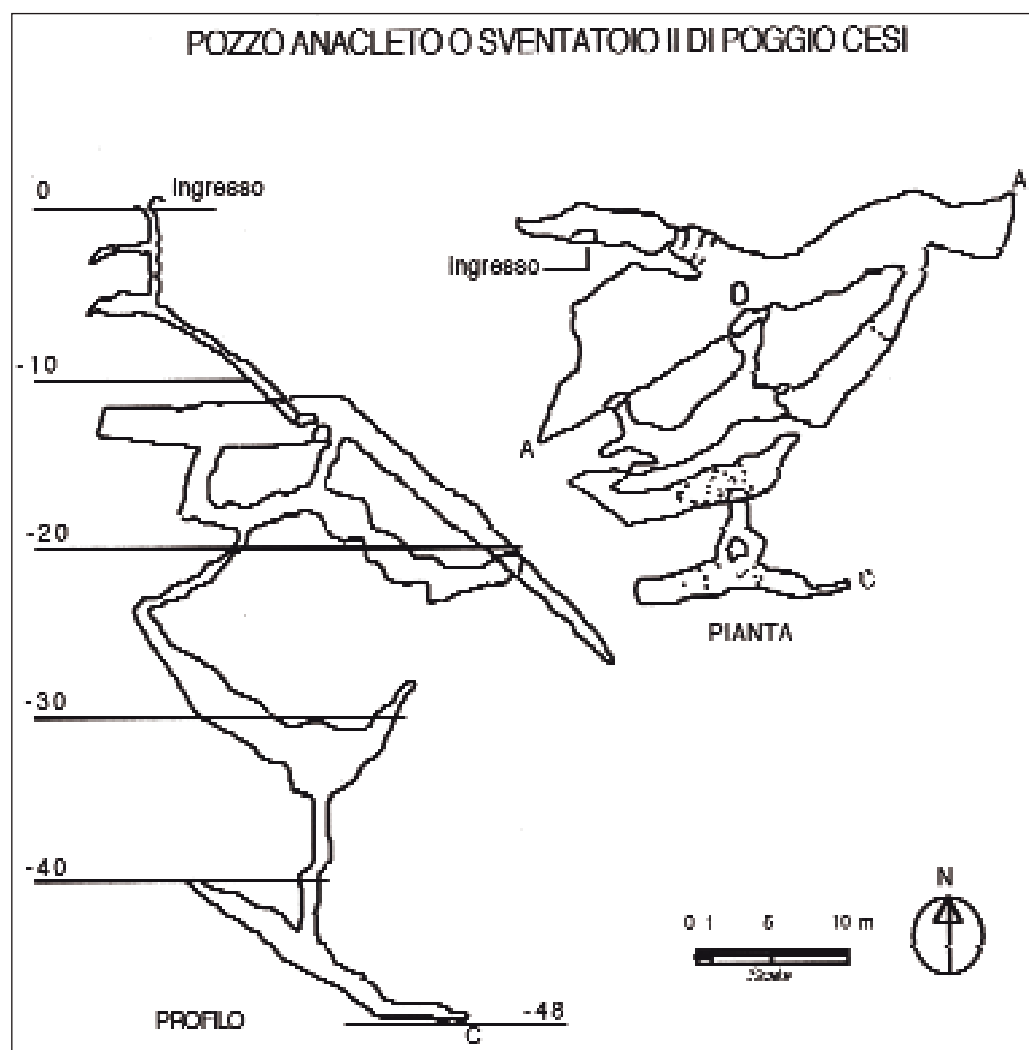 POZZO ANACLETO O SVENTATOIO II DI POGGIO CESI
0
Ingresso
A
Ingresso
D
-10
A
-20
C
PIANTA
-30
-40
N
0 1 5 10 m
Scala
PROFILO
-48
C